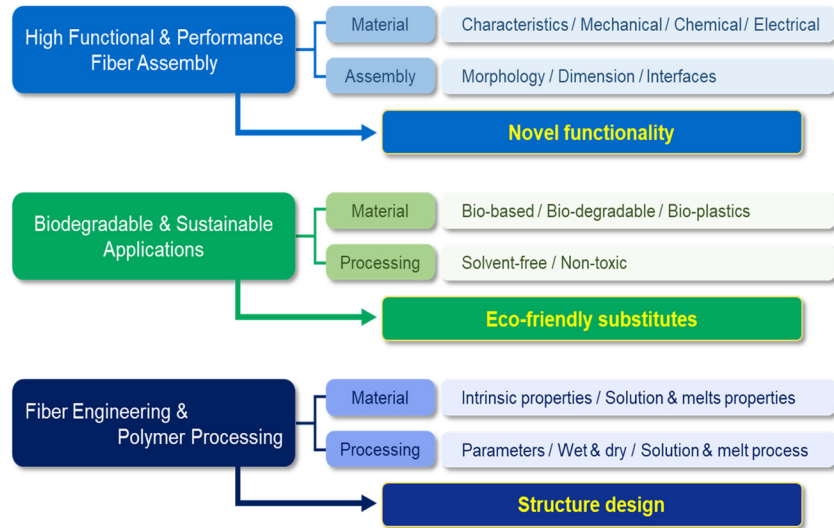 High Functional & Performance
Fiber Assembly
Material
Characteristics / Mechanical / Chemical / Electrical
Assembly
Morphology / Dimension / Interfaces
Novel functionality
Biodegradable & Sustainable
Applications
Material
Bio-based / Bio-degradable / Bio-plastics
Processing
Solvent-free / Non-toxic
Eco-friendly substitutes
Fiber Engineering &
Polymer Processing
Material
Intrinsic properties / Solution & melts properties
Processing
Parameters / Wet & dry / Solution & melt process
Structure design